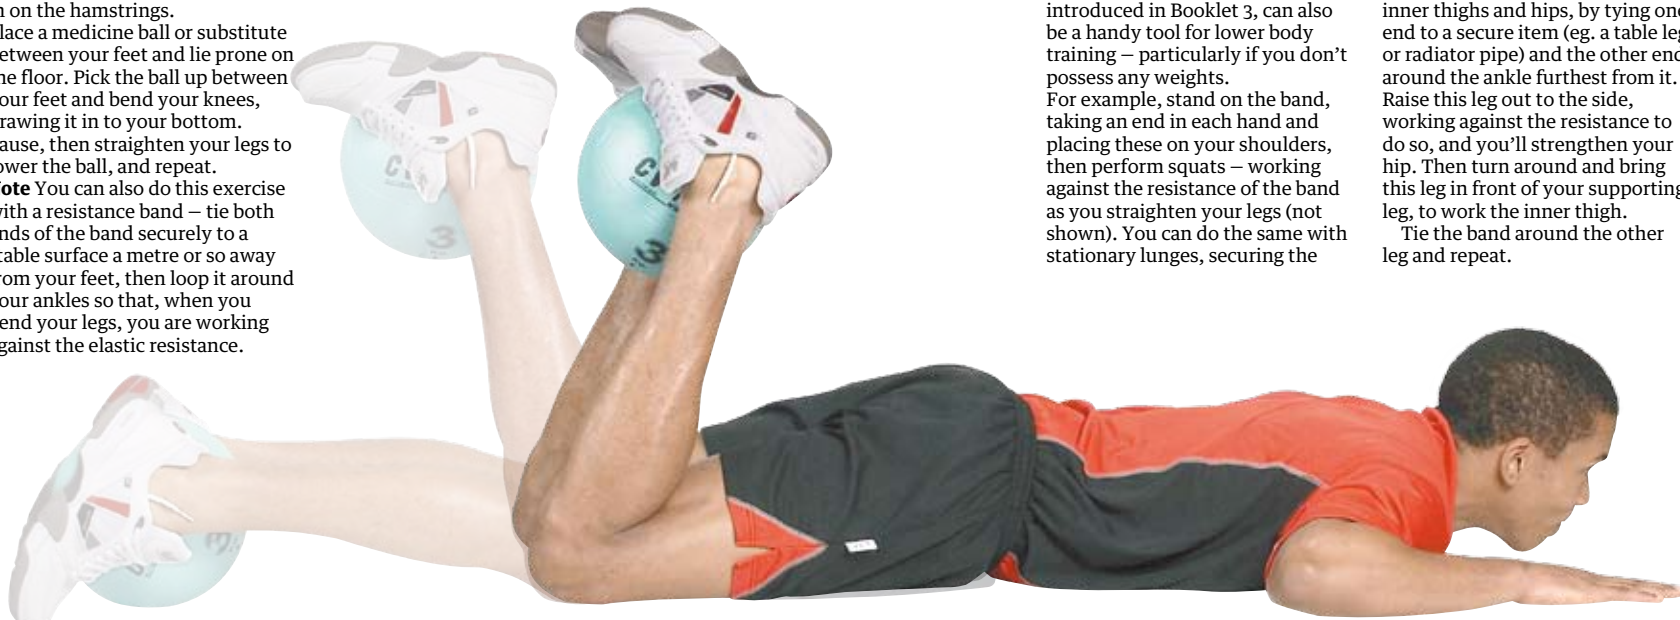 n on the hamstrings.
lace a medicine ball or substitute
etween your feet and lie prone on
he floor. Pick the ball up between
our feet and bend your knees,
rawing it in to your bottom.
ause, then straighten your legs to
ower the ball, and repeat.
ote You can also do this exercise
with a resistance band – tie both
nds of the band securely to a
table surface a metre or so away
rom your feet, then loop it around
our ankles so that, when you
end your legs, you are working
gainst the elastic resistance.
introduced in Booklet 3, can also
be a handy tool for lower body
training – particularly if you don't
possess any weights.
For example, stand on the band,
taking an end in each hand and
placing these on your shoulders,
then perform squats – working
against the resistance of the band
as you straighten your legs (not
shown). You can do the same with
stationary lunges, securing the
inner thighs and hips, by tying one
end to a secure item (eg. a table leg
or radiator pipe) and the other end
around the ankle furthest from it.
Raise this leg out to the side,
working against the resistance to
do so, and you'll strengthen your
hip. Then turn around and bring
this leg in front of your supporting
leg, to work the inner thigh.
Tie the band around the other
leg and repeat.
3
3
3